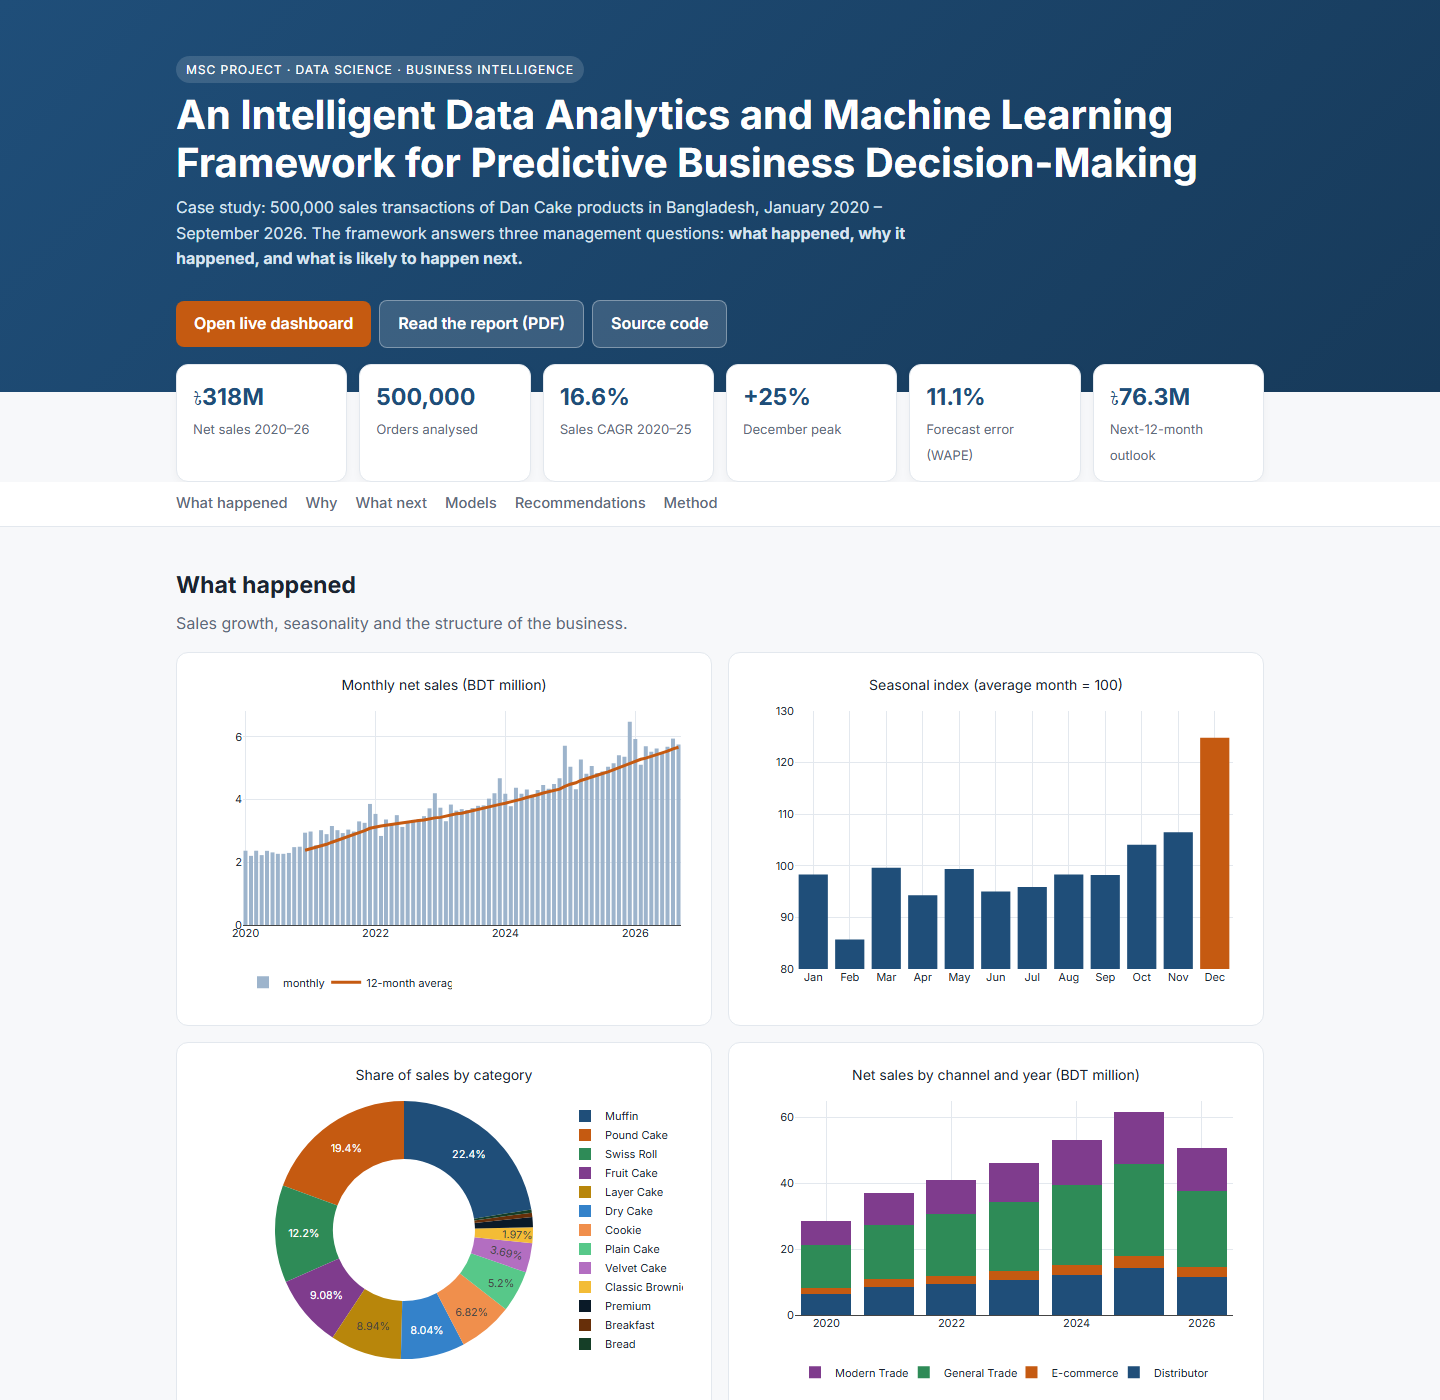 MSC PROJECT · DATA SCIENCE · BUSINESS INTELLIGENCE
An Intelligent Data Analytics and Machine Learning
Framework for Predictive Business Decision-Making
Case study: 500,000 sales transactions of Dan Cake products in Bangladesh, January 2020 –
September 2026. The framework answers three management questions: what happened, why it
happened, and what is likely to happen next.
Open live dashboard
Read the report (PDF)
Source code
৳318M
Net sales 2020–26
500,000
Orders analysed
16.6%
Sales CAGR 2020–25
+25%
December peak
11.1%
Forecast error
(WAPE)
৳76.3M
Next-12-month
outlook
What happened
Why
What next
Models
Recommendations
Method
What happened
Sales growth, seasonality and the structure of the business.
Monthly net sales (BDT million)
6
4
2
0
2020
2022
2024
2026
monthly
12-month averag
Seasonal index (average month = 100)
130
120
110
100
90
80
Jan
Feb
Mar
Apr
May
Jun
Jul
Aug
Sep
Oct
Nov
Dec
Share of sales by category
22.4%
19.4%
12.2%
9.08%
8.94%
8.04%
6.82%
5.2%
3.69%
1.97%
Muffin
Pound Cake
Swiss Roll
Fruit Cake
Layer Cake
Dry Cake
Cookie
Plain Cake
Velvet Cake
Classic Browni
Premium
Breakfast
Bread
Net sales by channel and year (BDT million)
60
40
20
0
2020
2022
2024
2026
Modern Trade
General Trade
E-commerce
Distributor